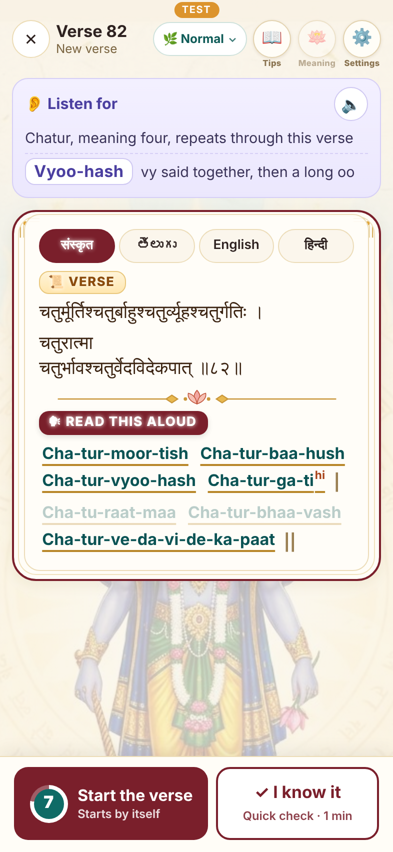 TEST
Verse 82
New verse
🌿 Normal
Tips
Meaning
Settings
👂 Listen for
Chatur, meaning four, repeats through this verse
Vyoo-hash vy said together, then a long oo
संस्कृत తెలుగు English हिन्दी
📜 VERSE
चतुर्मूर्तिश्चतुर्बाहुश्चतुर्व्यूहश्चतुर्गतिः ।
चतुरात्मा
चतुर्भावश्चतुर्वेदविदेकपात् ॥८२॥
🗣 READ THIS ALOUD
Cha-tur-moor-tish Cha-tur-baa-hush
Cha-tur-vyoo-hash Cha-tur-ga-ti hi |
Cha-tu-raat-maa Cha-tur-bhaa-vash
Cha-tur-ve-da-vi-de-ka-paat ||
7 Start the verse
Starts by itself
✓ I know it
Quick check · 1 min